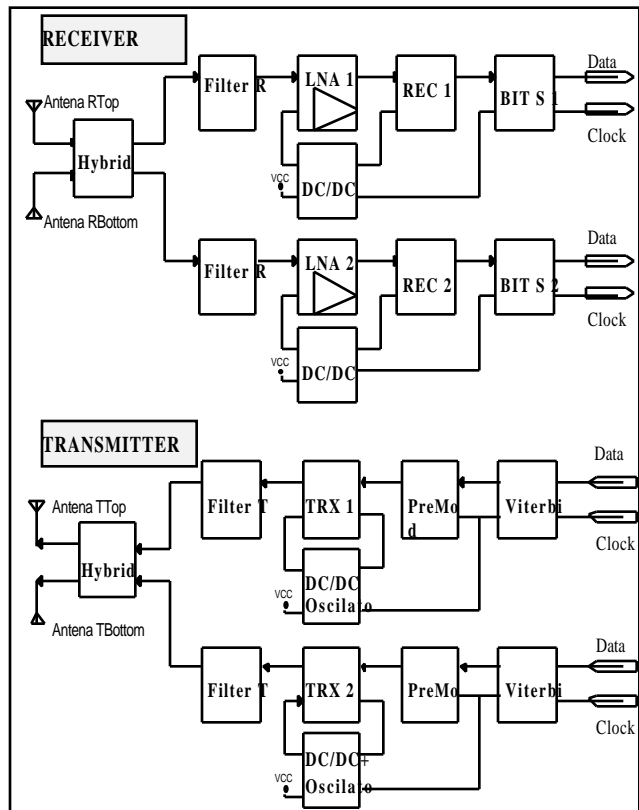 RECEIVER
Data
Filter R
LNA 1
REC 1
BIT S 1
Antena RTop
Clock
Hybrid
VCC
DC/DC
Antena RBottom
Data
Filter R
LNA 2
REC 2
BIT S 2
Clock
VCC
DC/DC
TRANSMITTER
Data
Filter T
TRX 1
PreMo
d
Viterbi
Antena TTop
Clock
Hybrid
DC/DC
VCC
Oscilato
Antena TBottom
Data
Filter T
TRX 2
PreMo
Viterbi
Clock
DC/DC+
VCC
Oscilato